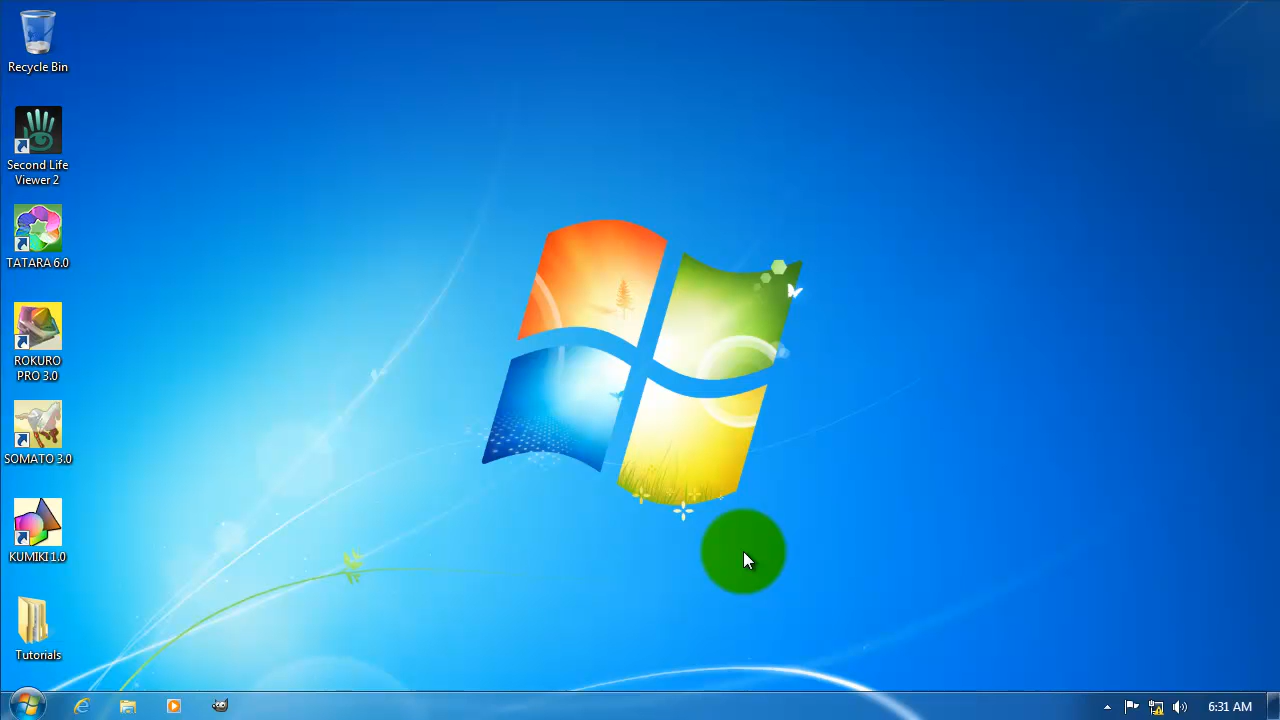 Recycle Bin
Second Life
Viewer 2
TATARA 6.0
ROKURO
PRO 3.0
SOMATO 3.0
KUMIKI 1.0
Tutorials
6:31 AM